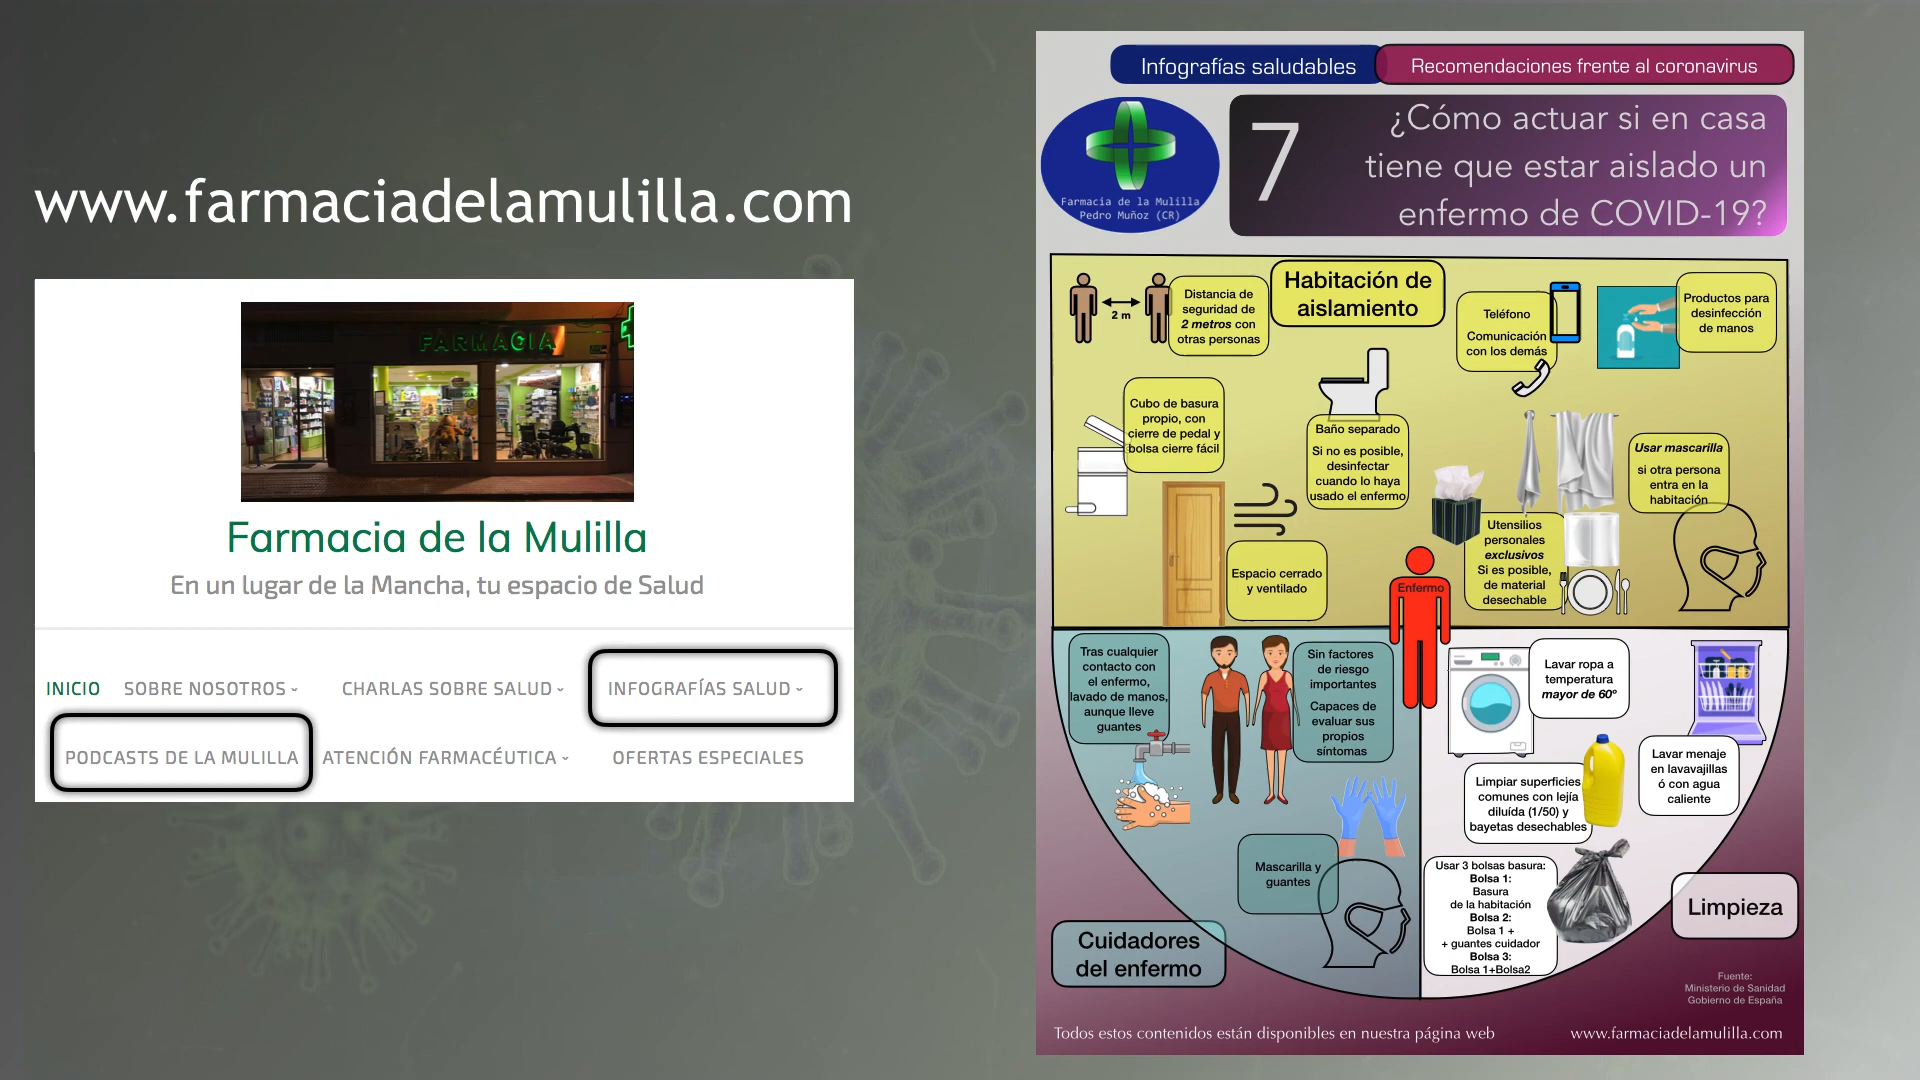 www.farmaciadelamulilla.com
FARMACIA
Farmacia de la Mulilla
En un lugar de la Mancha, tu espacio de Salud
INICIO SOBRE NOSOTROS CHARLAS SOBRE SALUD INFOGRAFÍAS SALUD
PODCASTS DE LA MULILLA ATENCIÓN FARMACÉUTICA OFERTAS ESPECIALES
Infografías saludables
Recomendaciones frente al coronavirus
Farmacia de la Mulilla
Pedro Muñoz (CR)
7
¿Cómo actuar si en casa
tiene que estar aislado un
enfermo de COVID-19?
Habitación de
aislamiento
2 m
Distancia de
seguridad de
2 metros con
otras personas
Teléfono
Comunicación
con los demás
Productos para
desinfección
de manos
Cubo de basura
propio, con
cierre de pedal y
bolsa cierre fácil
Baño separado
Si no es posible,
desinfectar
cuando lo haya
usado el enfermo
Usar mascarilla
si otra persona
entra en la
habitación
Utensilios
personales
exclusivos
Si es posible,
de material
desechable
Espacio cerrado
y ventilado
Enfermo
Tras cualquier
contacto con
el enfermo,
lavado de manos,
aunque lleve
guantes
Sin factores
de riesgo
importantes
Capaces de
evaluar sus
propios
síntomas
Mascarilla y
guantes
Cuidadores
del enfermo
Lavar ropa a
temperatura
mayor de 60º
Lavar menaje
en lavavajillas
ó con agua
caliente
Limpiar superficies
comunes con lejía
diluída (1/50) y
bayetas desechables
Usar 3 bolsas basura:
Bolsa 1:
Basura
de la habitación
Bolsa 2:
Bolsa 1 +
+ guantes cuidador
Bolsa 3:
Bolsa 1+Bolsa2
Limpieza
Fuente:
Ministerio de Sanidad
Gobierno de España
Todos estos contenidos están disponibles en nuestra página web
www.farmaciadelamulilla.com